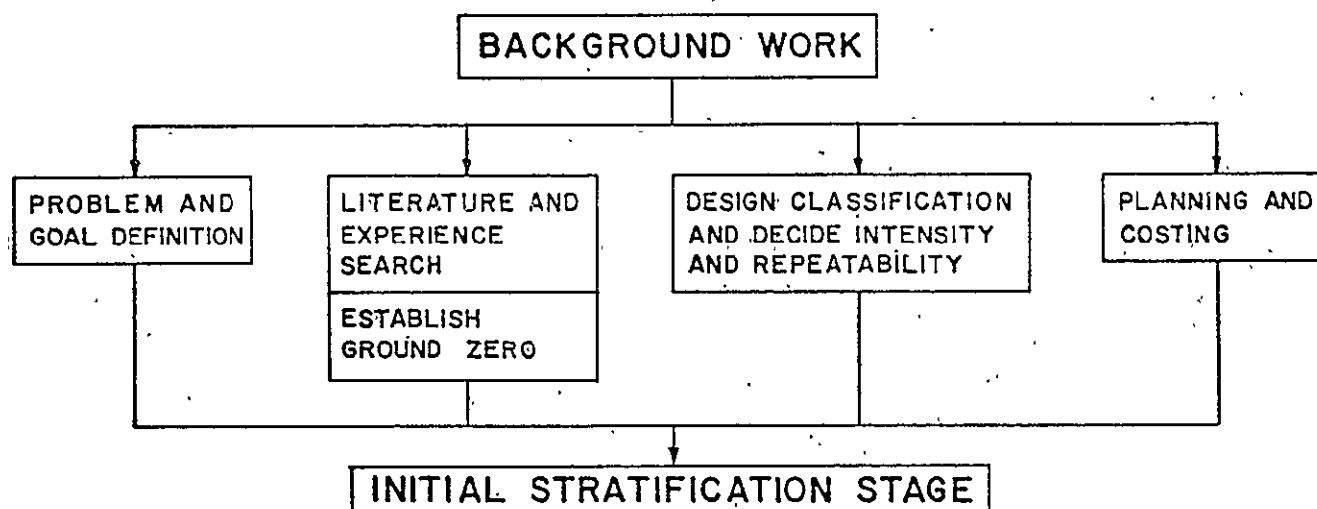 BACKGROUND WORK
PROBLEM AND
GOAL DEFINITION
LITERATURE AND
EXPERIENCE
SEARCH
ESTABLISH
GROUND ZERO
DESIGN CLASSIFICATION
AND DECIDE INTENSITY
AND REPEATABILITY
PLANNING AND
COSTING
INITIAL STRATIFICATION STAGE